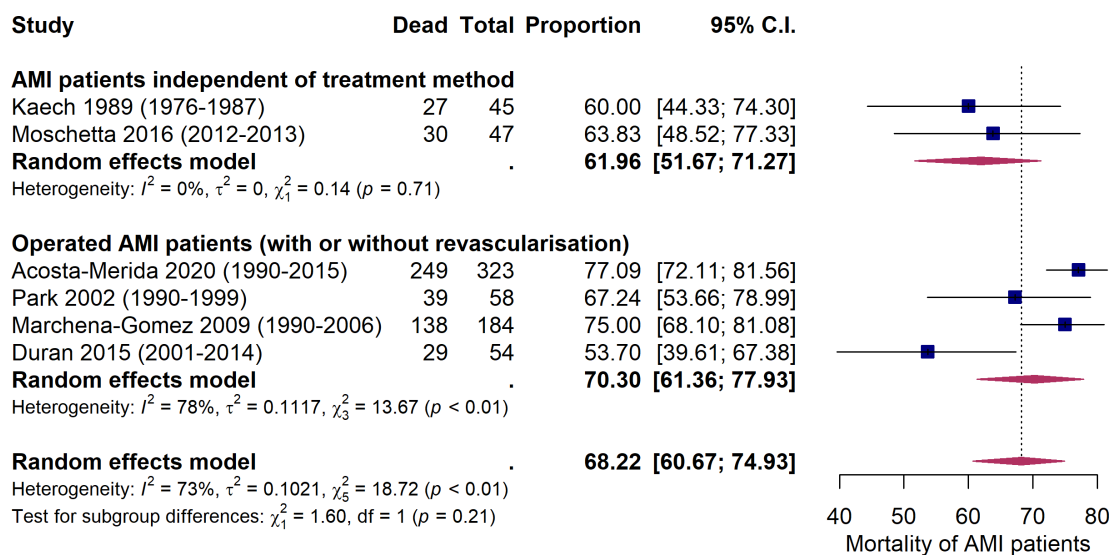 Study Dead Total Proportion 95% C.I.
AMI patients independent of treatment method
Kaech 1989 (1976-1987) 27 45 60.00 [44.33; 74.30]
Moschetta 2016 (2012-2013) 30 47 63.83 [48.52; 77.33]
Random effects model . 61.96 [51.67; 71.27]
Heterogeneity: I² = 0%, τ² = 0, χ²₁ = 0.14 (p = 0.71)
Operated AMI patients (with or without revascularisation)
Acosta-Merida 2020 (1990-2015) 249 323 77.09 [72.11; 81.56]
Park 2002 (1990-1999) 39 58 67.24 [53.66; 78.99]
Marchena-Gomez 2009 (1990-2006) 138 184 75.00 [68.10; 81.08]
Duran 2015 (2001-2014) 29 54 53.70 [39.61; 67.38]
Random effects model . 70.30 [61.36; 77.93]
Heterogeneity: I² = 78%, τ² = 0.1117, χ²₃ = 13.67 (p < 0.01)
Random effects model . 68.22 [60.67; 74.93]
Heterogeneity: I² = 73%, τ² = 0.1021, χ²₅ = 18.72 (p < 0.01)
Test for subgroup differences: χ²₁ = 1.60, df = 1 (p = 0.21)
40 50 60 70 80
Mortality of AMI patients